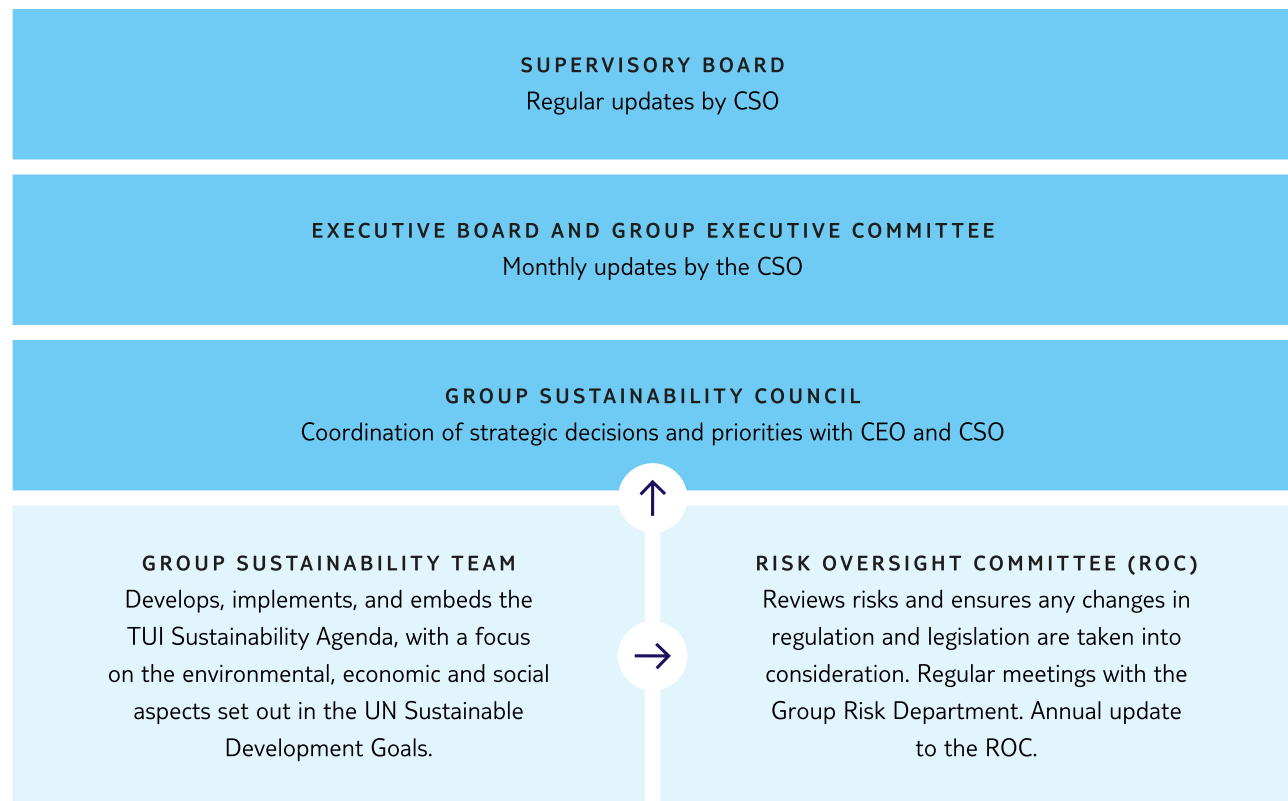 SUPERVISORY BOARD
Regular updates by CSO
EXECUTIVE BOARD AND GROUP EXECUTIVE COMMITTEE
Monthly updates by the CSO
GROUP SUSTAINABILITY COUNCIL
Coordination of strategic decisions and priorities with CEO and CSO
GROUP SUSTAINABILITY TEAM
Develops, implements, and embeds the
TUI Sustainability Agenda, with a focus
on the environmental, economic and social
aspects set out in the UN Sustainable
Development Goals.
RISK OVERSIGHT COMMITTEE (ROC)
Reviews risks and ensures any changes in
regulation and legislation are taken into
consideration. Regular meetings with the
Group Risk Department. Annual update
to the ROC.